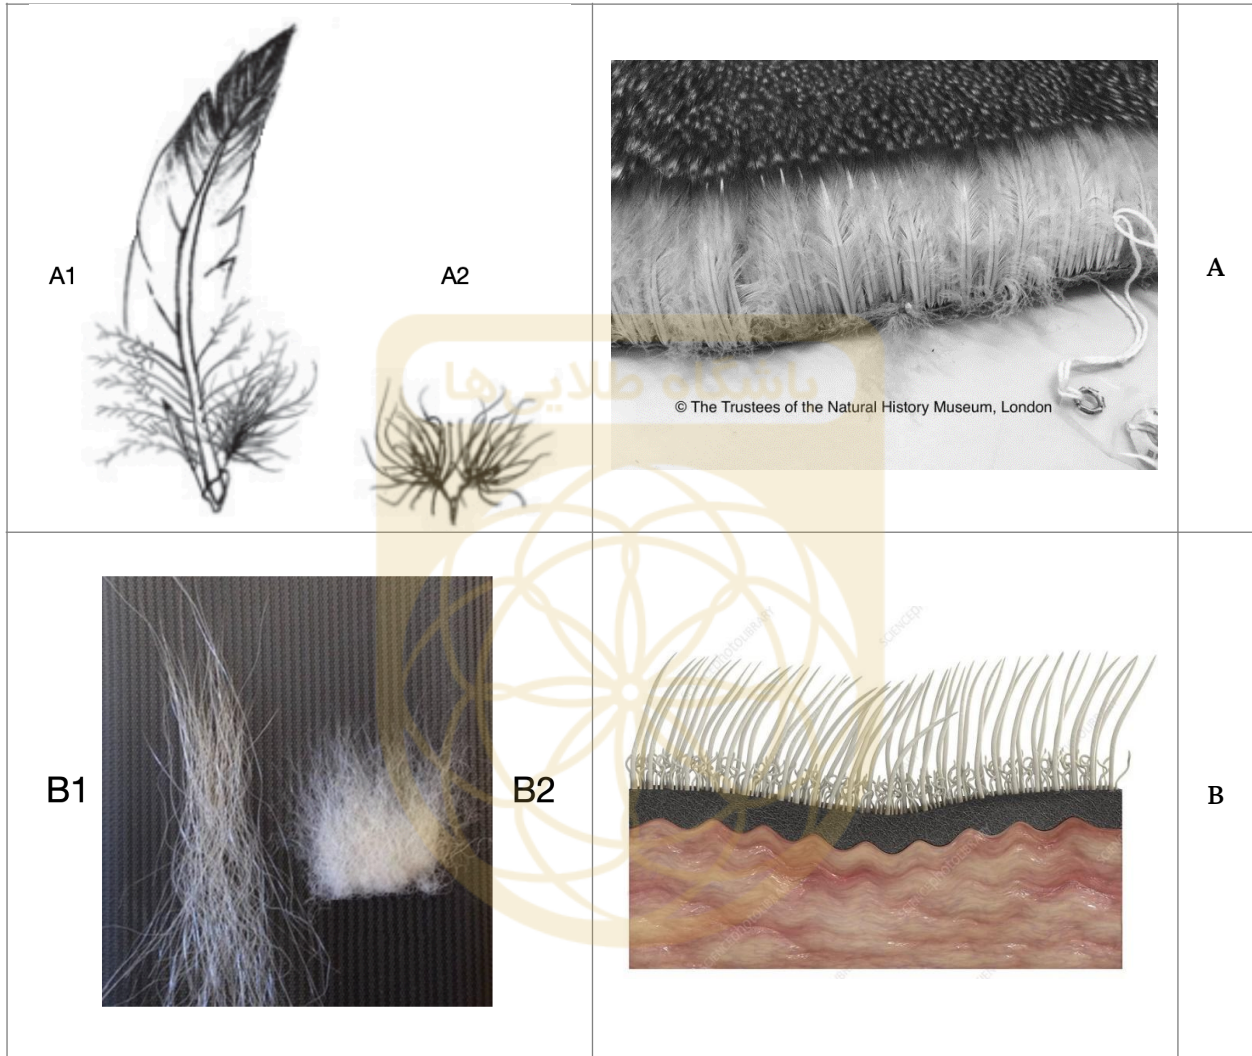 A1
A2
A
باشگاه طلایی‌ها
© The Trustees of the Natural History Museum, London
B1
B2
B